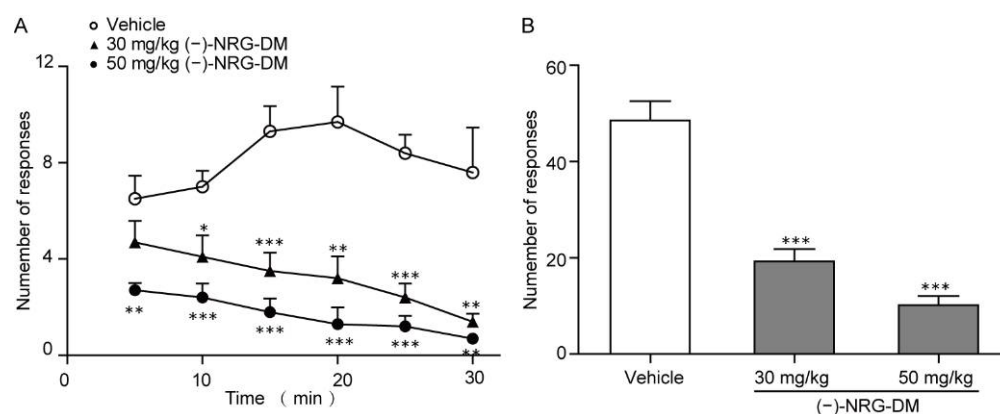 A
Vehicle
30 mg/kg (−)-NRG-DM
50 mg/kg (−)-NRG-DM
Numember of responses
12
8
4
0
*
***
**
***
**
**
***
***
***
***
**
0
10
20
30
Time （ min）
B
Numember of responses
60
40
20
0
***
***
Vehicle
30 mg/kg
50 mg/kg
(−)-NRG-DM